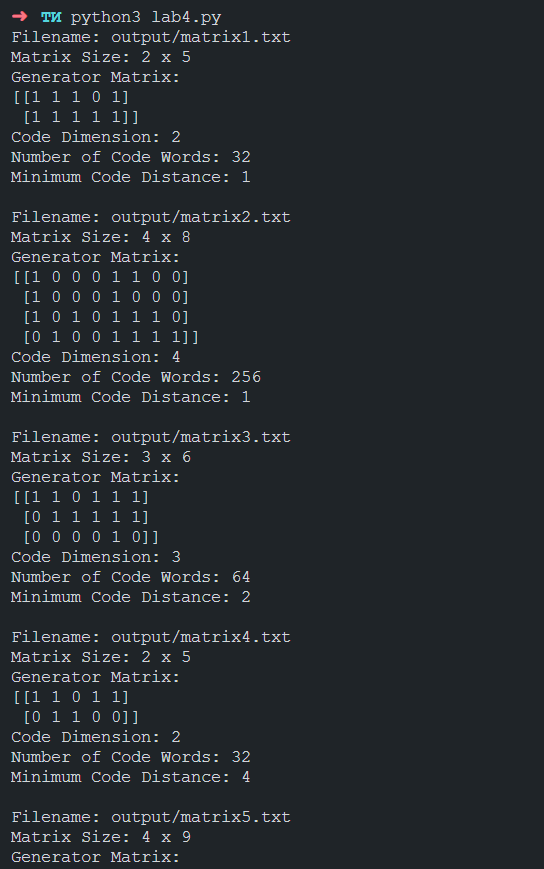 ➜ ТИ python3 lab4.py
Filename: output/matrix1.txt
Matrix Size: 2 x 5
Generator Matrix:
[[1 1 1 0 1]
 [1 1 1 1 1]]
Code Dimension: 2
Number of Code Words: 32
Minimum Code Distance: 1

Filename: output/matrix2.txt
Matrix Size: 4 x 8
Generator Matrix:
[[1 0 0 0 1 1 0 0]
 [1 0 0 0 1 0 0 0]
 [1 0 1 0 1 1 1 0]
 [0 1 0 0 1 1 1 1]]
Code Dimension: 4
Number of Code Words: 256
Minimum Code Distance: 1

Filename: output/matrix3.txt
Matrix Size: 3 x 6
Generator Matrix:
[[1 1 0 1 1 1]
 [0 1 1 1 1 1]
 [0 0 0 0 1 0]]
Code Dimension: 3
Number of Code Words: 64
Minimum Code Distance: 2

Filename: output/matrix4.txt
Matrix Size: 2 x 5
Generator Matrix:
[[1 1 0 1 1]
 [0 1 1 0 0]]
Code Dimension: 2
Number of Code Words: 32
Minimum Code Distance: 4

Filename: output/matrix5.txt
Matrix Size: 4 x 9
Generator Matrix: